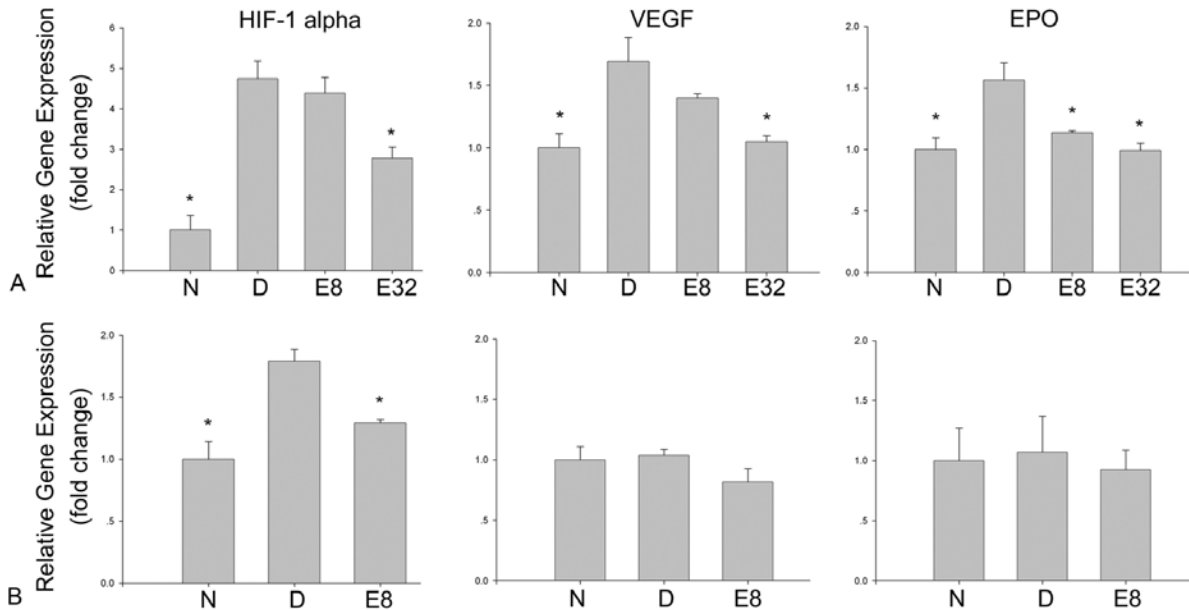 HIF-1 alpha VEGF EPO
Relative Gene Expression
(fold change)
6
5
4
3
2
1
0
* *
N D E8 E32
2.0
1.5
1.0
.5
0.0
* *
N D E8 E32
2.0
1.5
1.0
.5
0.0
* * *
N D E8 E32
A
Relative Gene Expression
(fold change)
2.0
1.5
1.0
.5
0.0
* *
N D E8
2.0
1.5
1.0
.5
0.0
N D E8
2.0
1.5
1.0
.5
0.0
N D E8
B